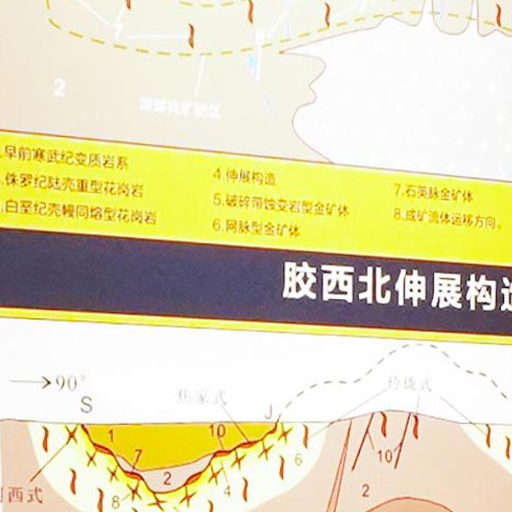 2
.早前寒武纪变质岩系
4.伸展构造
7.石英脉金矿体
.侏罗纪陆壳重型花岗岩
5.破碎带蚀变岩型金矿体
8.成矿流体运移方向。
.白垩纪壳幔同熔型花岗岩
6.网脉型金矿体
胶西北伸展构造
90°
焦家式
玲珑式
S
J
1
10
7
6
10
2
4
2
8
西式